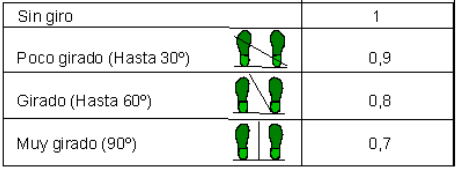 Sin giro 1
Poco girado (Hasta 30º) 0,9
Girado (Hasta 60º) 0,8
Muy girado (90º) 0,7